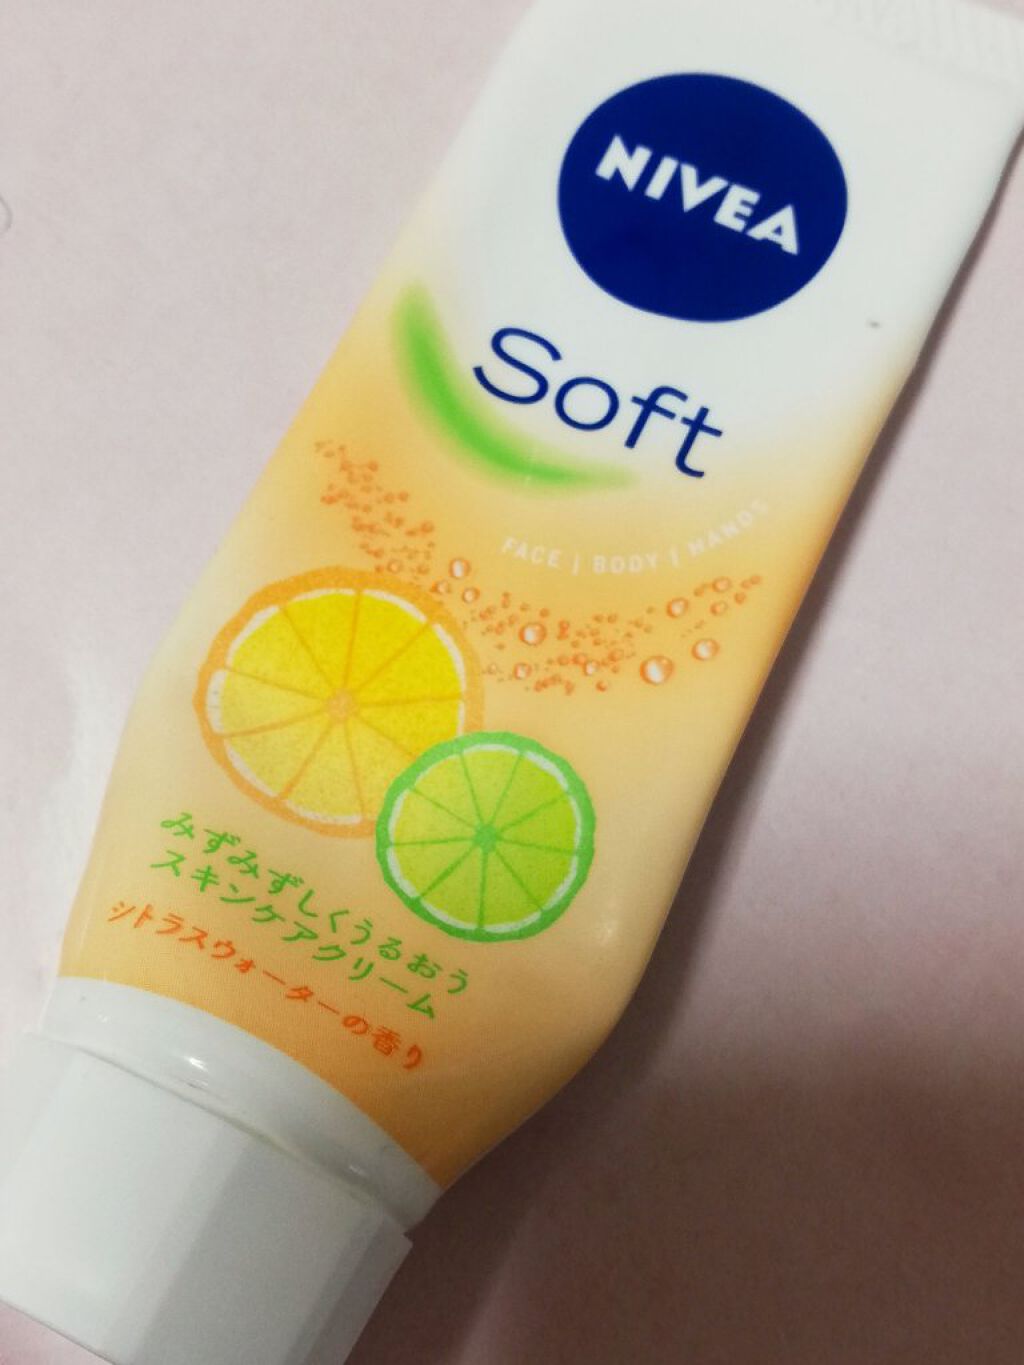 NIVEA
Soft
FACE | BODY | HANDS
みずみずしくうるおう
スキンケアクリーム
シトラスウォーターの香り